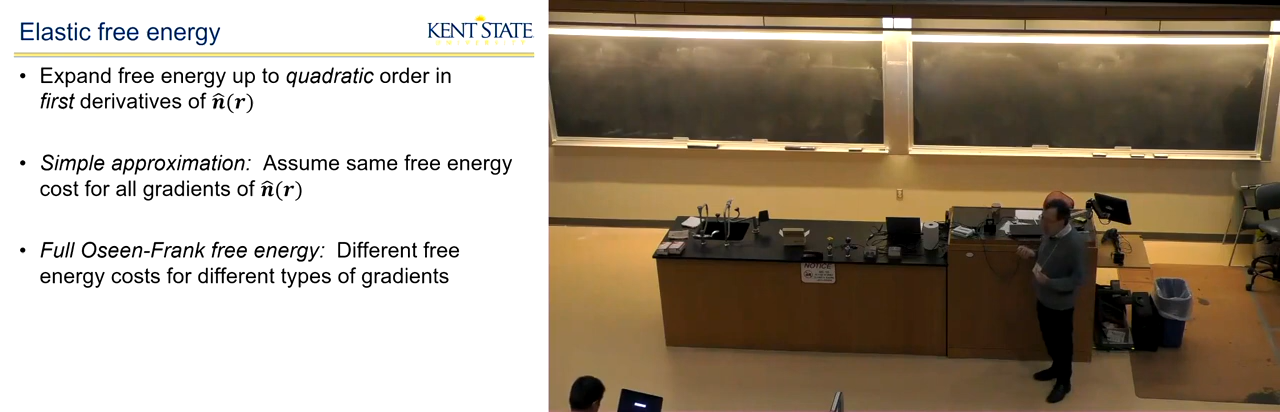 Elastic free energy
KENT STATE
UNIVERSITY
• Expand free energy up to quadratic order in
first derivatives of n̂(r)
• Simple approximation: Assume same free energy
cost for all gradients of n̂(r)
• Full Oseen-Frank free energy: Different free
energy costs for different types of gradients
NOTICE